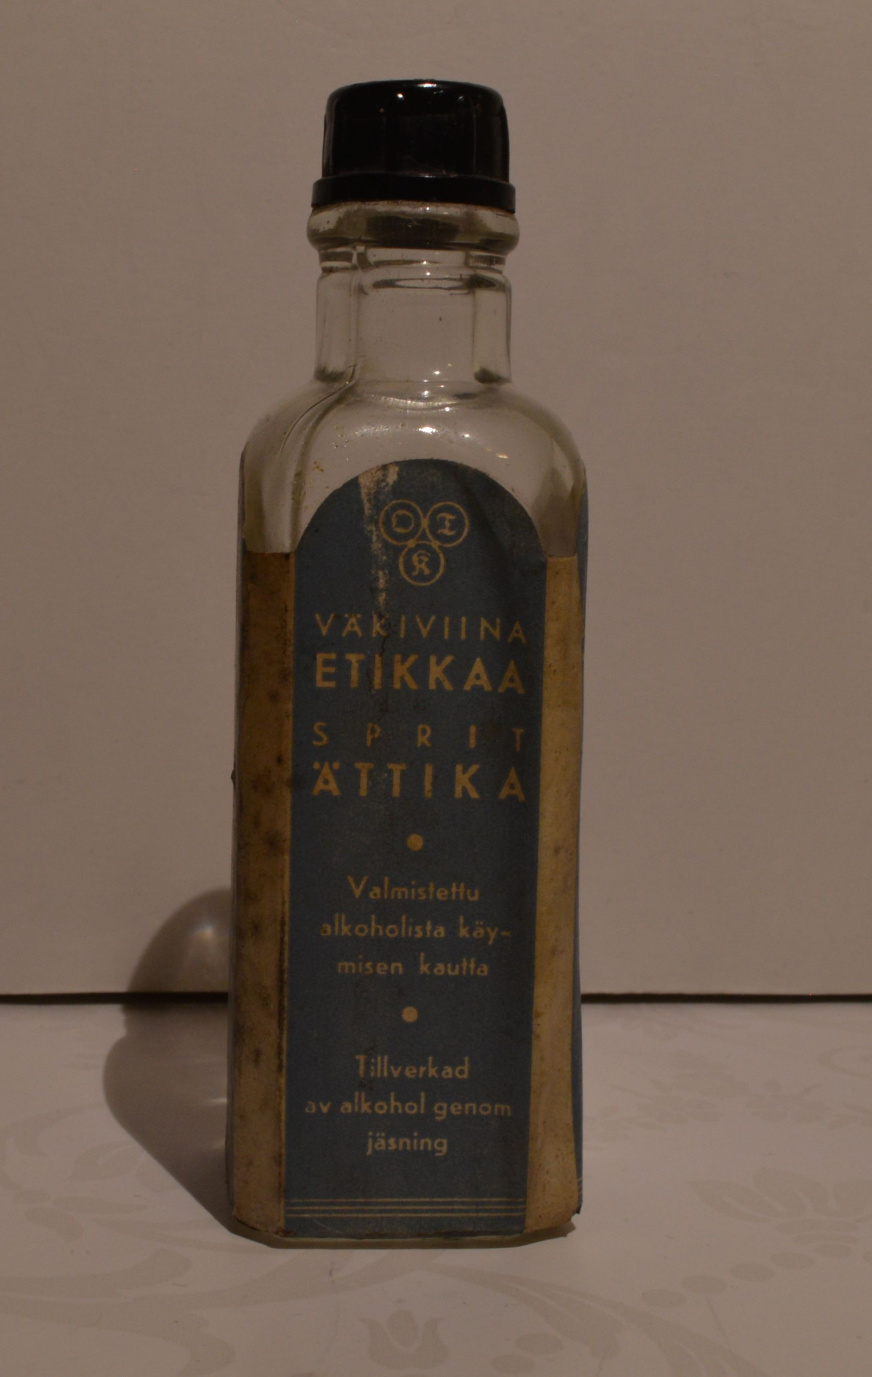 O T
K
VÄKIVIINA
ETIKKAA
SPRIT
ÄTTIKA
Valmistettu
alkoholista käy-
misen kautta
Tillverkad
av alkohol genom
jäsning